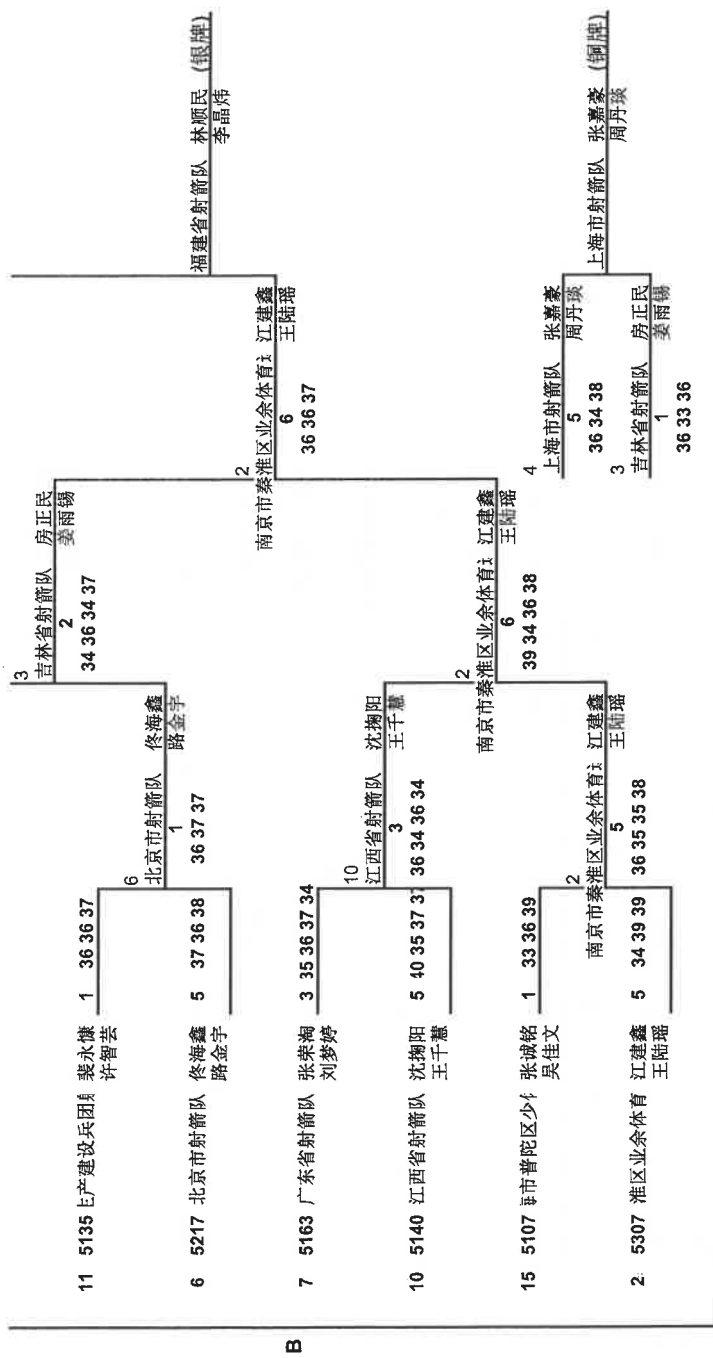 B
11 5135 生产建设兵团 裴永慷 1 36 36 37
许智芸
6 5217 北京市射箭队 佟海鑫 5 37 36 38
路金宇
7 5163 广东省射箭队 张荣洵 3 35 36 37 34
刘梦婷
10 5140 江西省射箭队 沈掬阳 5 40 35 37 37
王千慧
15 5107 市普陀区少 张诚铭 1 33 36 39
吴佳文
2 5307 淮区业余体育 江建鑫 5 34 39 39
王陆瑶
6
北京市射箭队 佟海鑫
路金宇
1
36 37 37
10
江西省射箭队 沈掬阳
王千慧
3
36 34 36 34
2
南京市秦淮区业余体育 江建鑫
王陆瑶
5
36 35 35 38
3
吉林省射箭队 房正民
姜雨锡
2
34 36 34 37
2
南京市秦淮区业余体育 江建鑫
王陆瑶
6
39 34 36 38
2
南京市秦淮区业余体育 江建鑫
王陆瑶
6
36 36 37
福建省射箭队 林顺民 (银牌)
李晶炜
4
上海市射箭队 张嘉豪
周丹琰
5
36 34 38
3
吉林省射箭队 房正民
姜雨锡
1
36 33 36
上海市射箭队 张嘉豪 (铜牌)
周丹琰